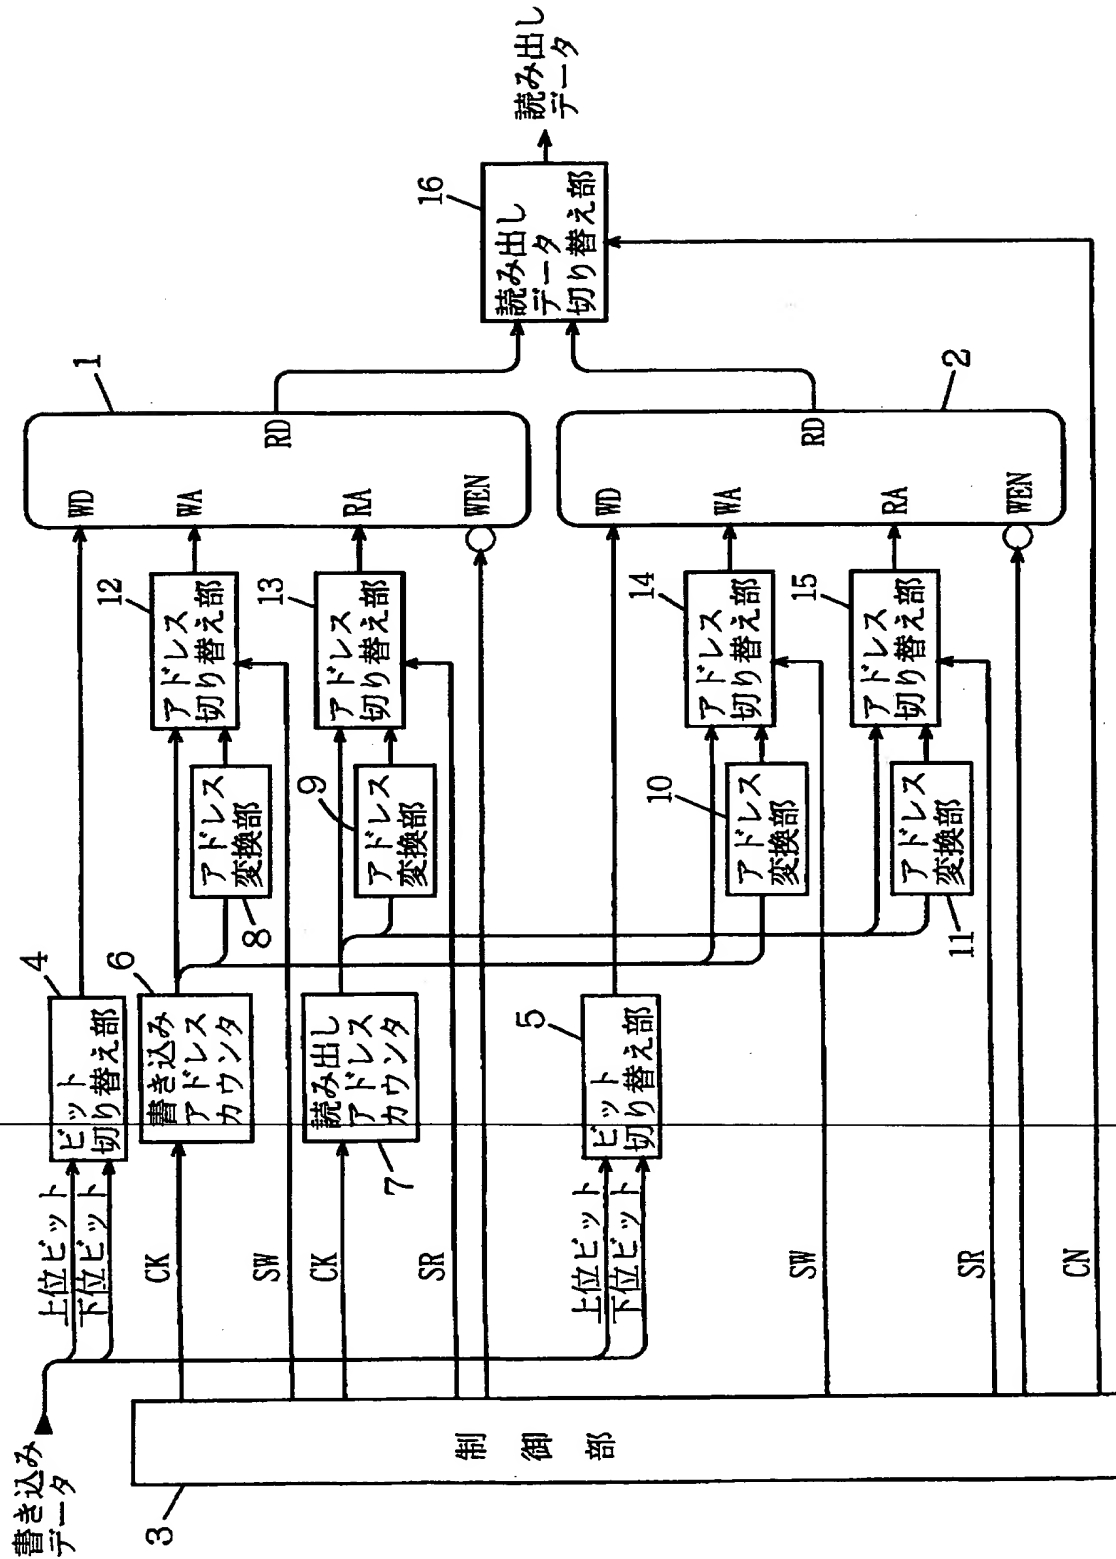 書き込み
データ
3
制御部
上位ビット
下位ビット
4
ビット
切り替え部
WD
1
CK
6
書き込み
アドレス
カウンタ
8
アドレス
変換部
12
アドレス
切り替え部
WA
SW
RD
CK
7
読み出し
アドレス
カウンタ
9
アドレス
変換部
13
アドレス
切り替え部
RA
SR
WEN
16
読み出し
データ
切り替え部
読み出し
データ
上位ビット
下位ビット
5
ビット
切り替え部
WD
10
アドレス
変換部
14
アドレス
切り替え部
WA
SW
RD
11
アドレス
変換部
15
アドレス
切り替え部
RA
2
SR
WEN
CN